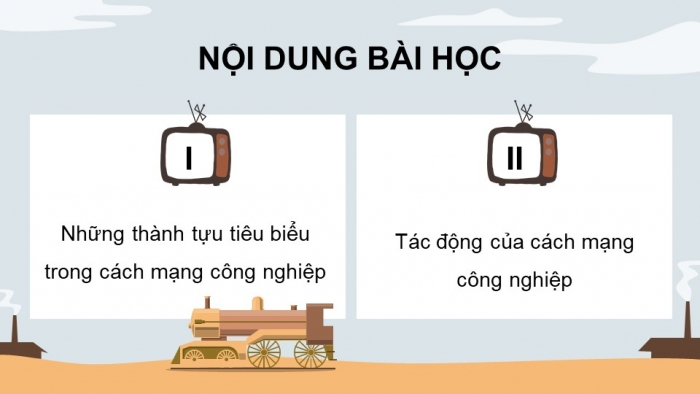 NỘI DUNG BÀI HỌC
I
Những thành tựu tiêu biểu
trong cách mạng công nghiệp
II
Tác động của cách mạng
công nghiệp